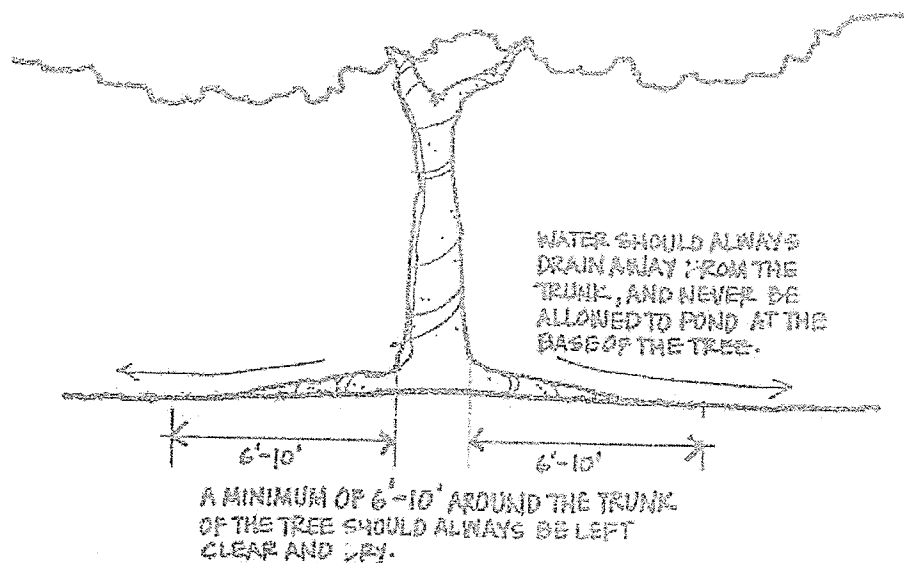 WATER SHOULD ALWAYS
DRAIN AWAY FROM THE
TRUNK, AND NEVER BE
ALLOWED TO POND AT THE
BASE OF THE TREE.
6'-10' 6'-10'
A MINIMUM OF 6'-10' AROUND THE TRUNK
OF THE TREE SHOULD ALWAYS BE LEFT
CLEAR AND DRY.